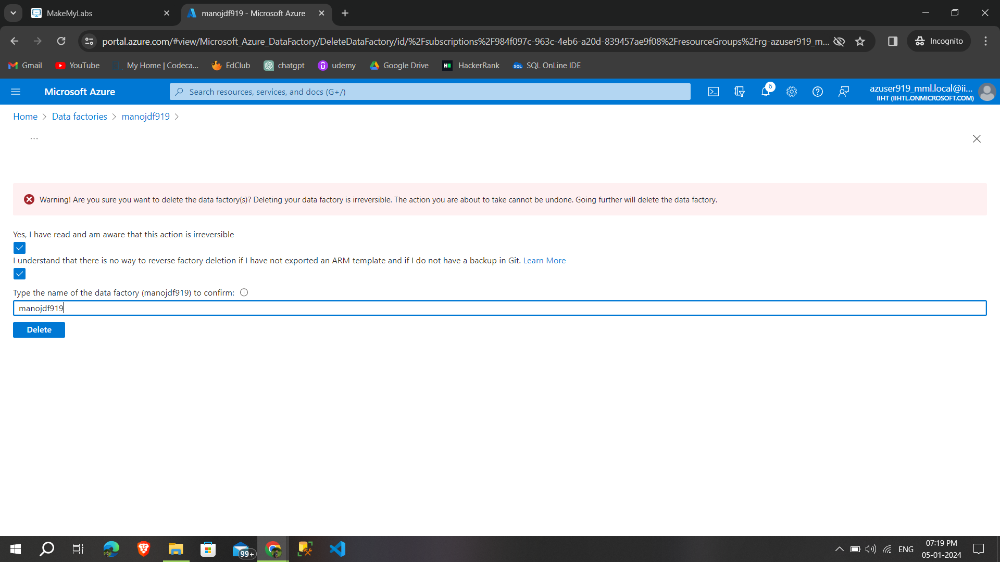 MakeMyLabs
manojdf919 - Microsoft Azure
portal.azure.com/#view/Microsoft_Azure_DataFactory/DeleteDataFactory/id/%2Fsubscriptions%2F984f097c-963c-4eb6-a20d-839457ae9f08%2FresourceGroups%2Frg-azuser919_m...
Incognito
Gmail
YouTube
My Home | Codeca...
EdClub
chatgpt
udemy
Google Drive
HackerRank
SQL OnLine IDE
Microsoft Azure
Search resources, services, and docs (G+/)
6
azuser919_mml.local@ii...
IIHT (IIHTL.ONMICROSOFT.COM)
Home > Data factories > manojdf919 >
...
Warning! Are you sure you want to delete the data factory(s)? Deleting your data factory is irreversible. The action you are about to take cannot be undone. Going further will delete the data factory.
Yes, I have read and am aware that this action is irreversible
I understand that there is no way to reverse factory deletion if I have not exported an ARM template and if I do not have a backup in Git. Learn More
Type the name of the data factory (manojdf919) to confirm:
manojdf919
Delete
99+
ENG
07:19 PM
05-01-2024